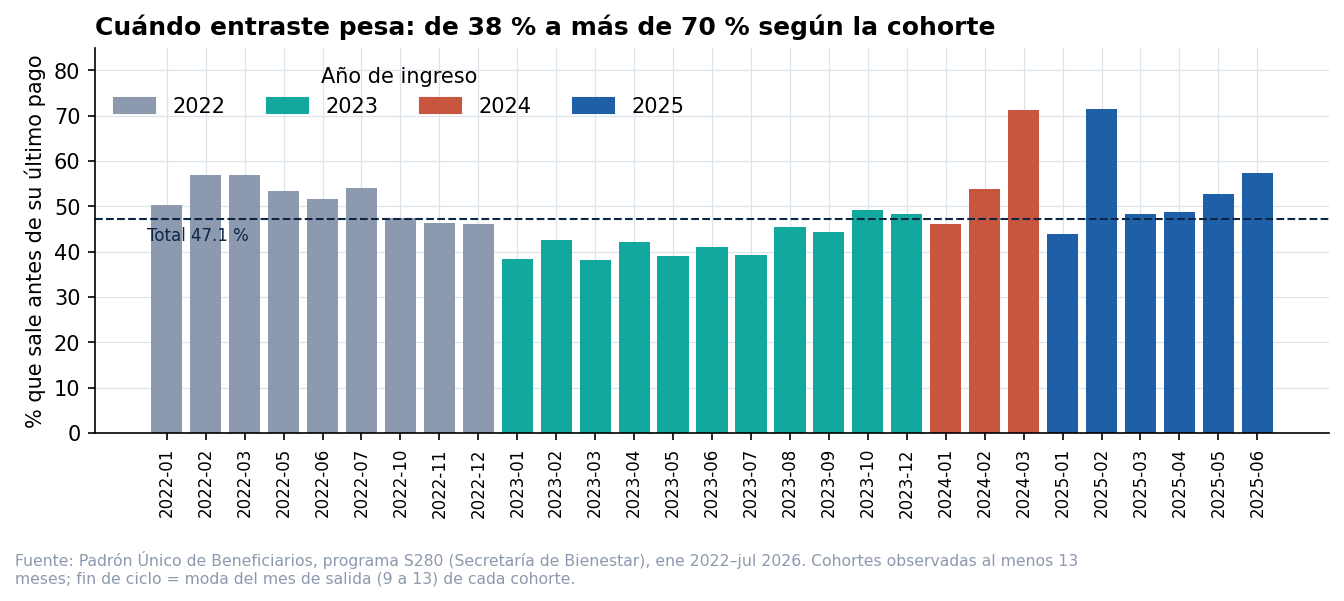 Cuándo entraste pesa: de 38 % a más de 70 % según la cohorte
% que sale antes de su último pago
80
70
60
50
40
30
20
10
0
Año de ingreso
2022 2023 2024 2025
Total 47.1 %
2022-01 2022-02 2022-03 2022-05 2022-06 2022-07 2022-10 2022-11 2022-12 2023-01 2023-02 2023-03 2023-04 2023-05 2023-06 2023-07 2023-08 2023-09 2023-10 2023-12 2024-01 2024-02 2024-03 2025-01 2025-02 2025-03 2025-04 2025-05 2025-06
Fuente: Padrón Único de Beneficiarios, programa S280 (Secretaría de Bienestar), ene 2022–jul 2026. Cohortes observadas al menos 13
meses; fin de ciclo = moda del mes de salida (9 a 13) de cada cohorte.